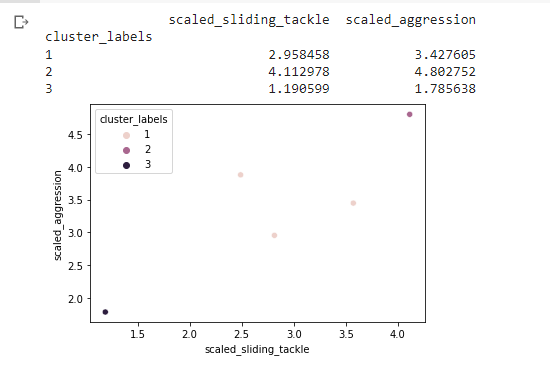 scaled_sliding_tackle scaled_aggression
cluster_labels
1 2.958458 3.427605
2 4.112978 4.802752
3 1.190599 1.785638
cluster_labels
1
2
3
4.5
4.0
3.5
3.0
2.5
2.0
scaled_aggression
1.5 2.0 2.5 3.0 3.5 4.0
scaled_sliding_tackle